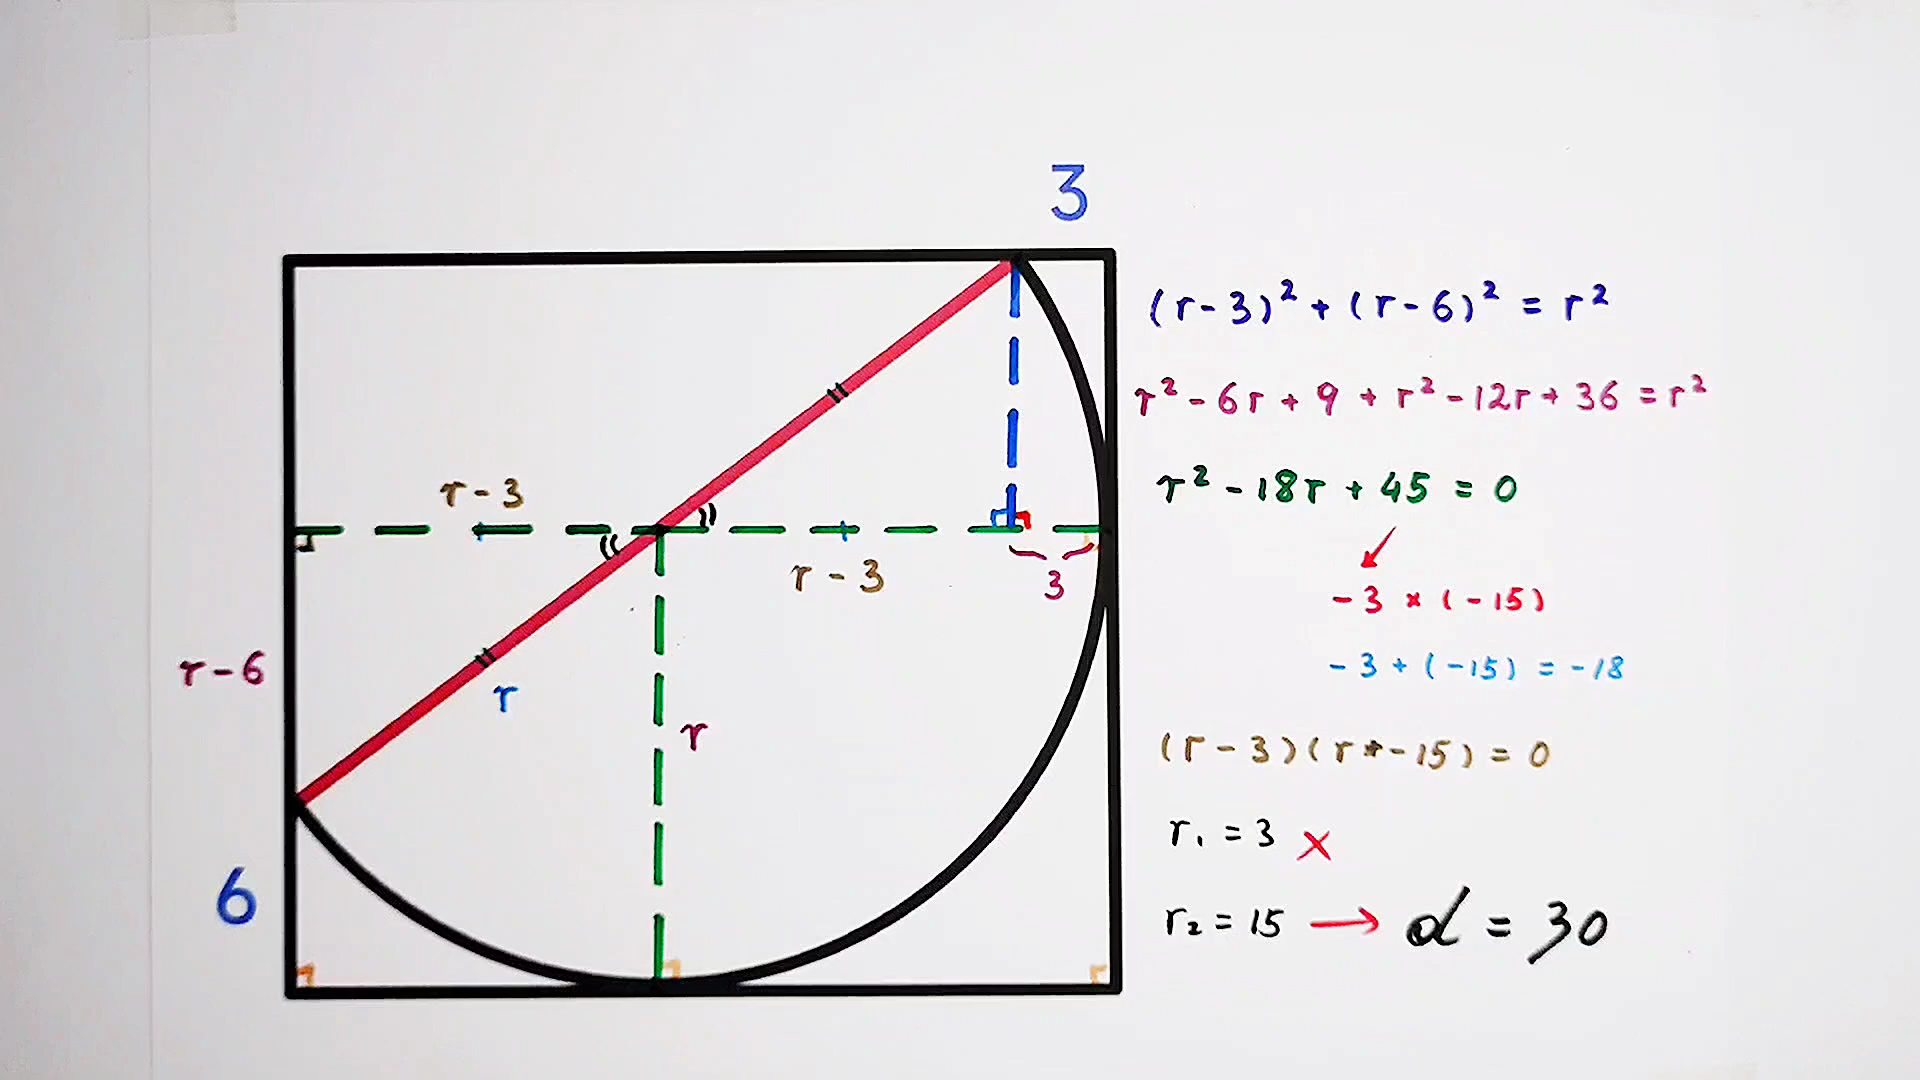 3
(r-3)² + (r-6)² = r²
r² - 6r + 9 + r² - 12r + 36 = r²
r² - 18r + 45 = 0
r - 3
r - 3
3
-3 × (-15)
-3 + (-15) = -18
r - 6
r
r
(r - 3)(r - 15) = 0
r₁ = 3 ×
6
r₂ = 15 → d = 30